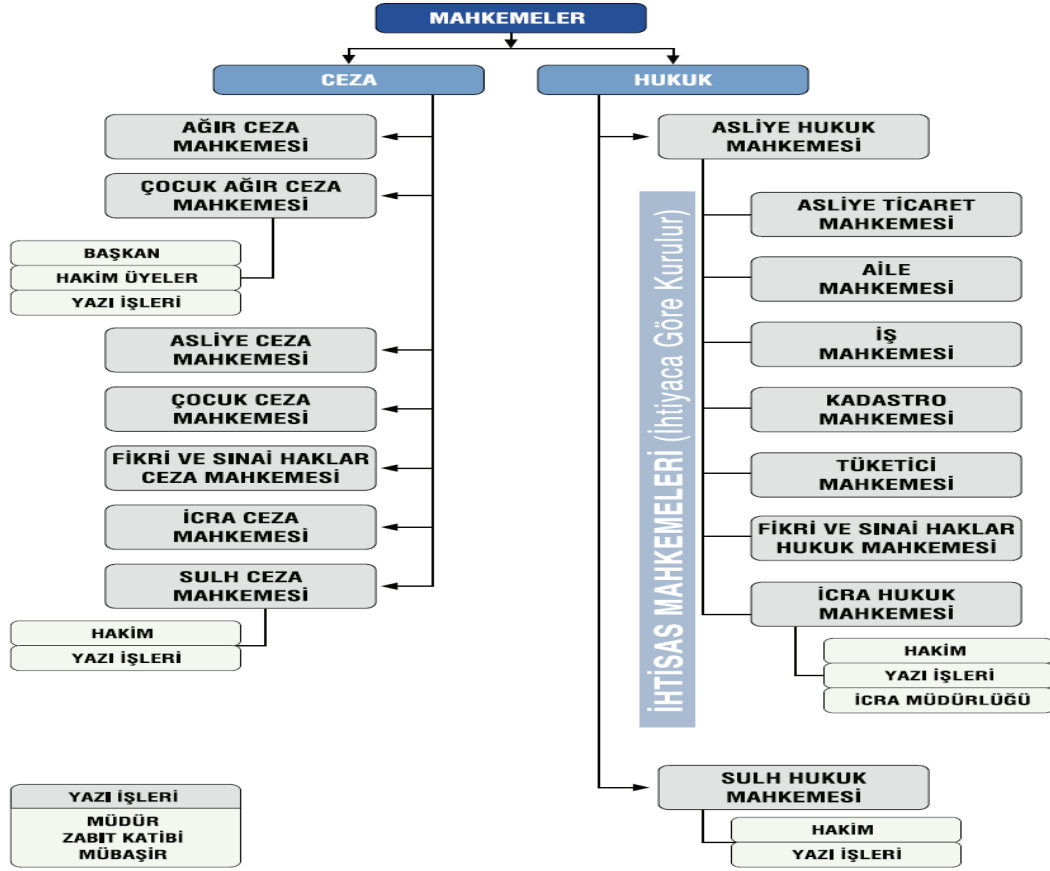 MAHKEMELER
CEZA
AĞIR CEZA
MAHKEMESİ
ÇOCUK AĞIR CEZA
MAHKEMESİ
BAŞKAN
HAKİM ÜYELER
YAZI İŞLERİ
ASLİYE CEZA
MAHKEMESİ
ÇOCUK CEZA
MAHKEMESİ
FİKRİ VE SINAİ HAKLAR
CEZA MAHKEMESİ
İCRA CEZA
MAHKEMESİ
SULH CEZA
MAHKEMESİ
HAKİM
YAZI İŞLERİ
YAZI İŞLERİ
MÜDÜR
ZABIT KATİBİ
MÜBAŞİR
HUKUK
ASLİYE HUKUK
MAHKEMESİ
İHTİSAS MAHKEMELERİ (İhtiyaca Göre Kurulur)
ASLİYE TİCARET
MAHKEMESİ
AİLE
MAHKEMESİ
İŞ
MAHKEMESİ
KADASTRO
MAHKEMESİ
TÜKETİCİ
MAHKEMESİ
FİKRİ VE SINAİ HAKLAR
HUKUK MAHKEMESİ
İCRA HUKUK
MAHKEMESİ
HAKİM
YAZI İŞLERİ
İCRA MÜDÜRLÜĞÜ
SULH HUKUK
MAHKEMESİ
HAKİM
YAZI İŞLERİ